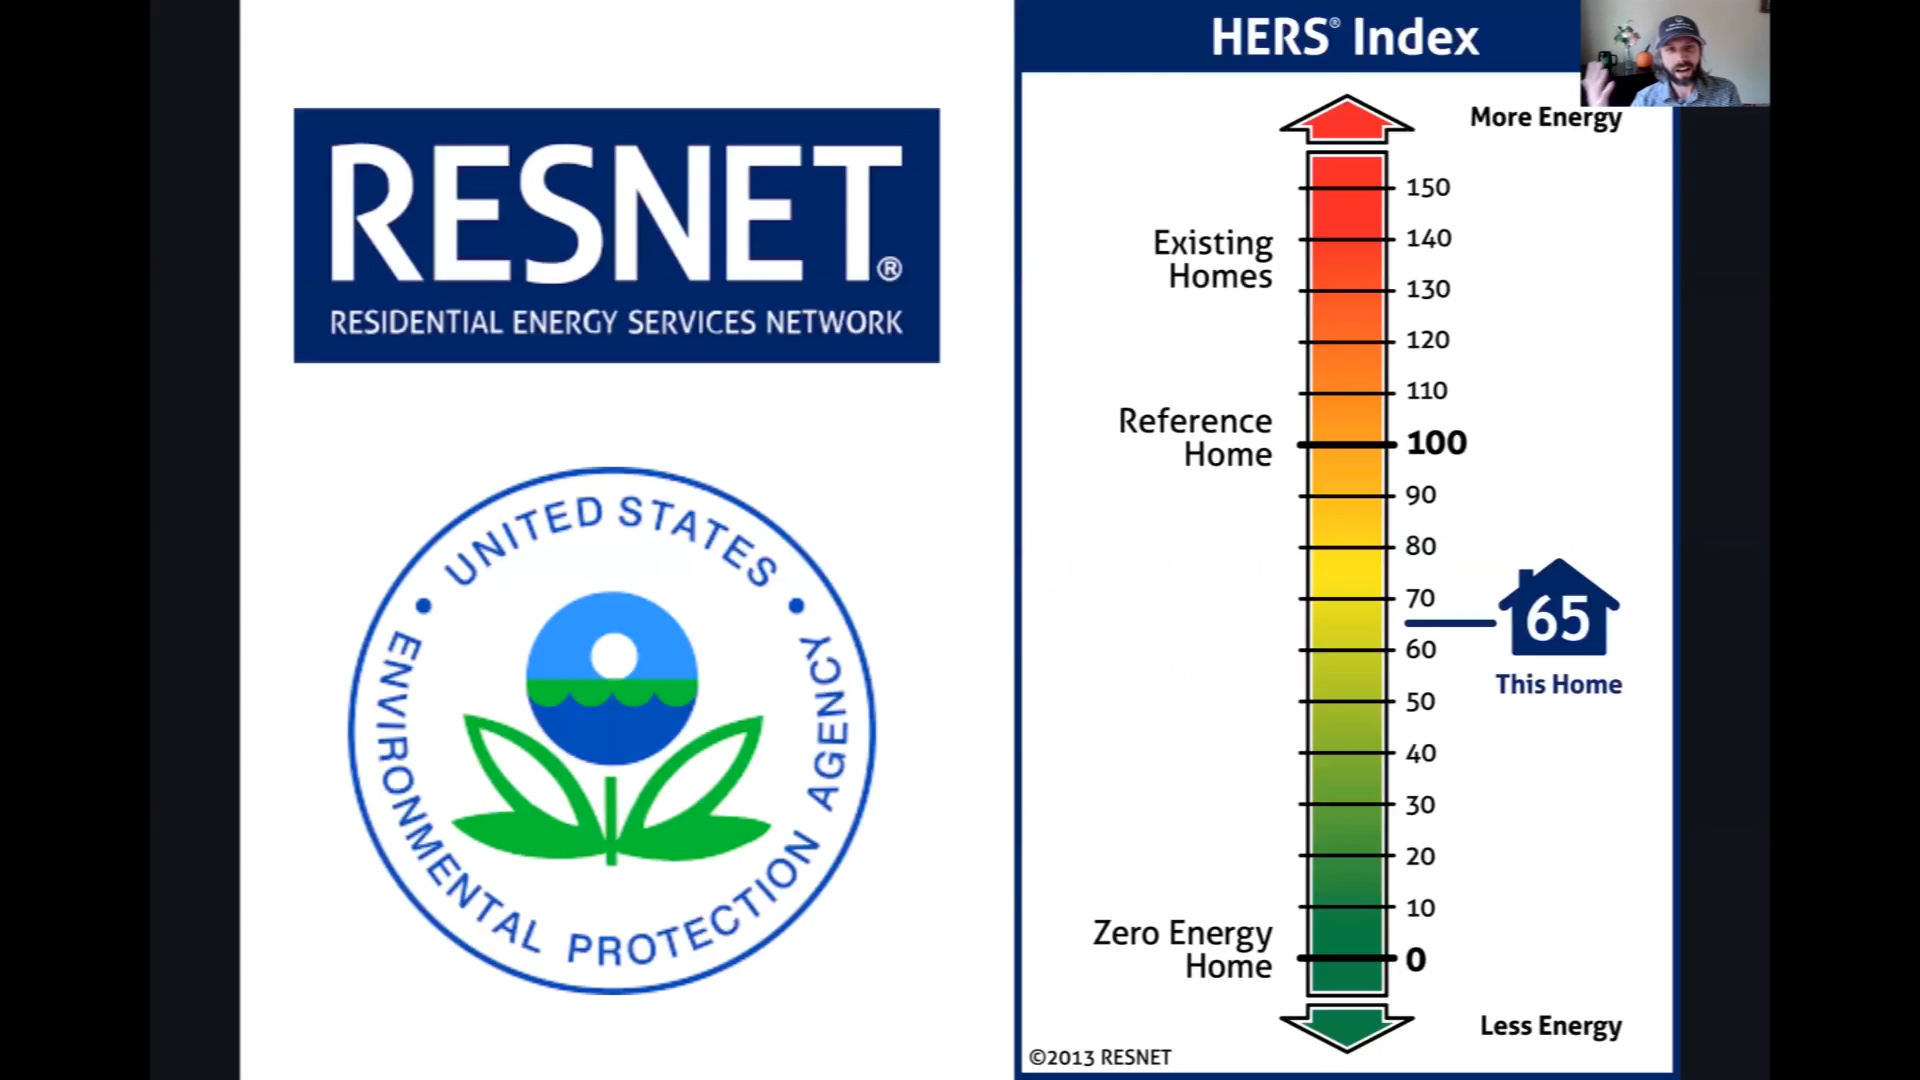 RESNET®
RESIDENTIAL ENERGY SERVICES NETWORK
• UNITED STATES •
ENVIRONMENTAL PROTECTION AGENCY
HERS® Index
More Energy
150
140
Existing
Homes
130
120
110
Reference
Home
100
90
80
70
65
60
This Home
50
40
30
20
10
Zero Energy
Home
0
Less Energy
©2013 RESNET